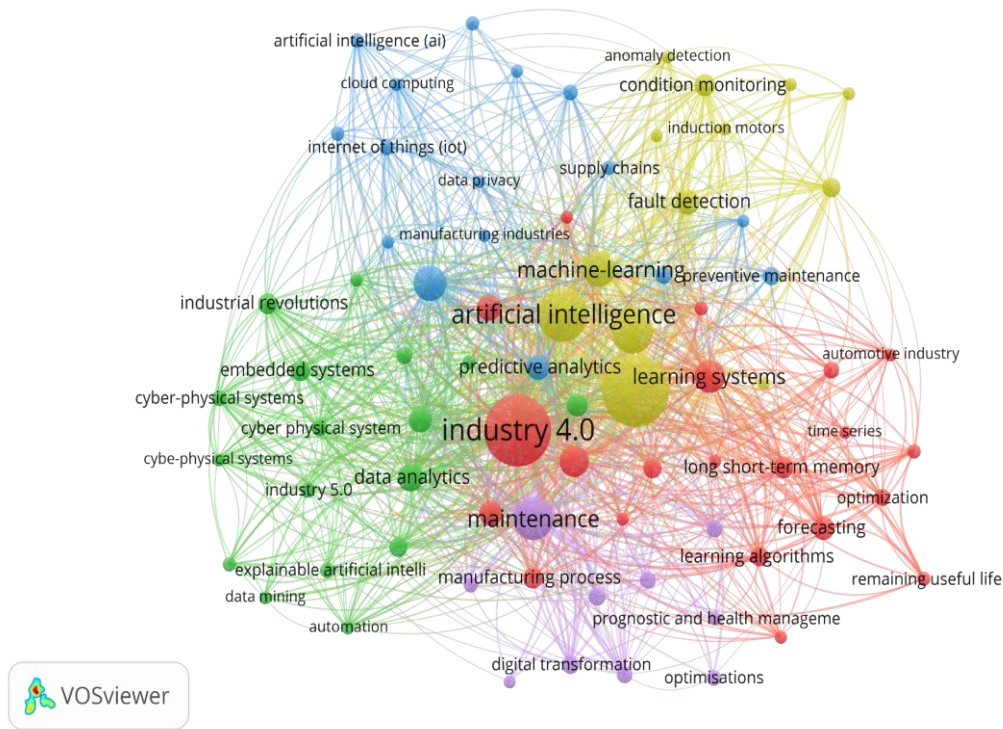 artificial intelligence (ai)
anomaly detection
cloud computing
condition monitoring
induction motors
internet of things (iot)
supply chains
data privacy
fault detection
manufacturing industries
machine-learning
preventive maintenance
industrial revolutions
artificial intelligence
automotive industry
embedded systems
predictive analytics
learning systems
cyber-physical systems
cyber physical system
industry 4.0
time series
cybe-physical systems
data analytics
long short-term memory
industry 5.0
optimization
maintenance
forecasting
learning algorithms
explainable artificial intelli
manufacturing process
remaining useful life
data mining
prognostic and health manageme
automation
digital transformation
optimisations
VOSviewer